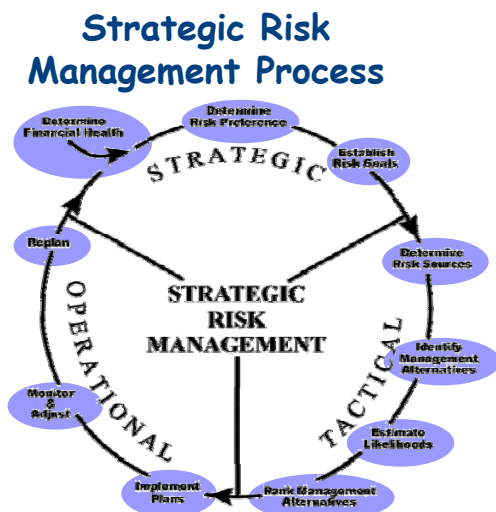 Strategic Risk
Management Process
Determine
Financial Health
Determine
Risk Preference
Establish
Risk Goals
STRATEGIC
Determine
Risk Sources
Replan
STRATEGIC
RISK
MANAGEMENT
OPERATIONAL
TACTICAL
Identify
Management
Alternatives
Monitor
&
Adjust
Estimate
Likelihoods
Implement
Plans
Rank Management
Alternatives